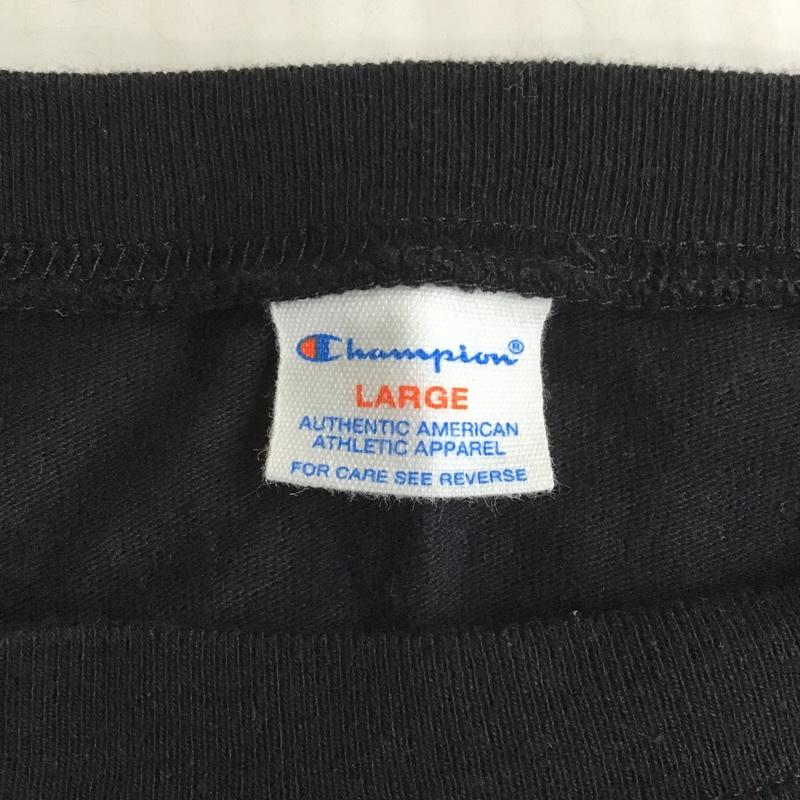 Champion®
LARGE
AUTHENTIC AMERICAN
ATHLETIC APPAREL
FOR CARE SEE REVERSE